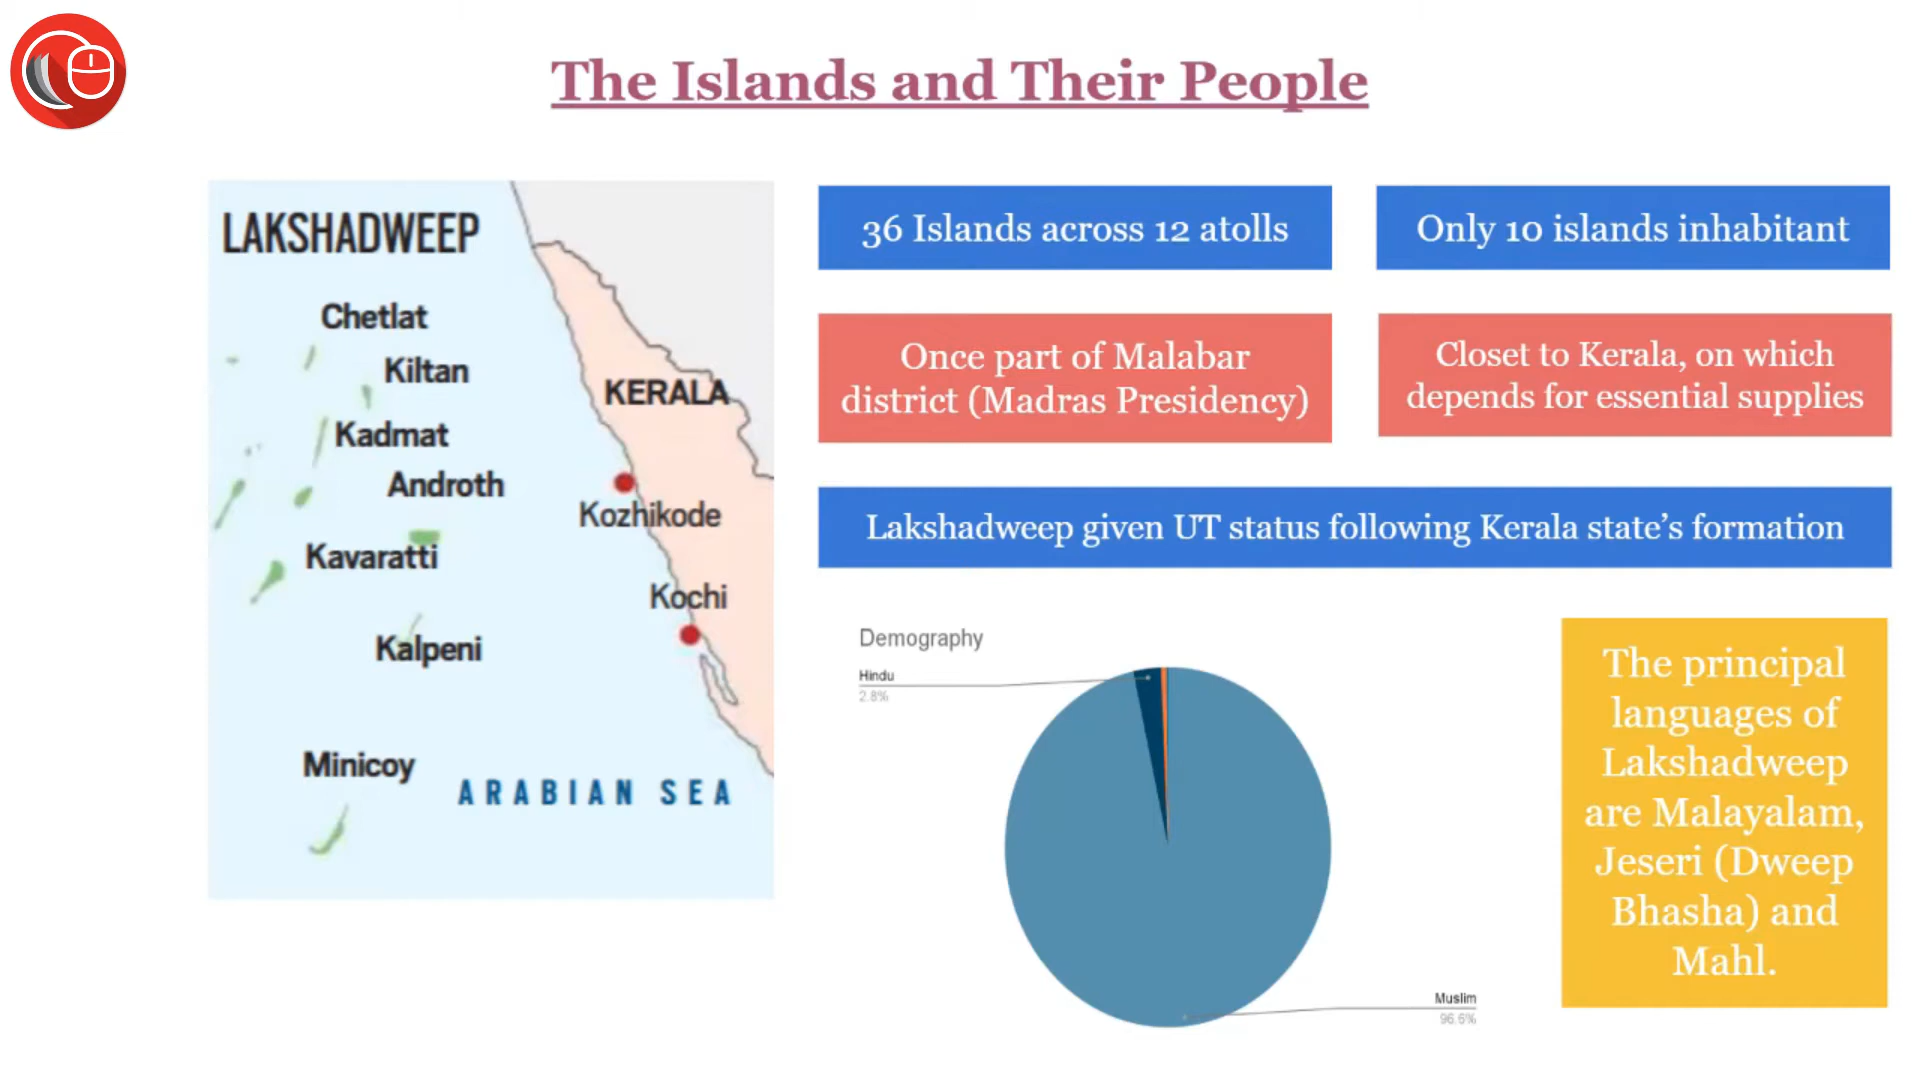 The Islands and Their People
LAKSHADWEEP
Chetlat
Kiltan
Kadmat
Androth
Kavaratti
Kalpeni
Minicoy
KERALA
Kozhikode
Kochi
ARABIAN SEA
36 Islands across 12 atolls
Only 10 islands inhabitant
Once part of Malabar
district (Madras Presidency)
Closet to Kerala, on which
depends for essential supplies
Lakshadweep given UT status following Kerala state's formation
Demography
Hindu
2.8%
Muslim
96.6%
The principal
languages of
Lakshadweep
are Malayalam,
Jeseri (Dweep
Bhasha) and
Mahl.